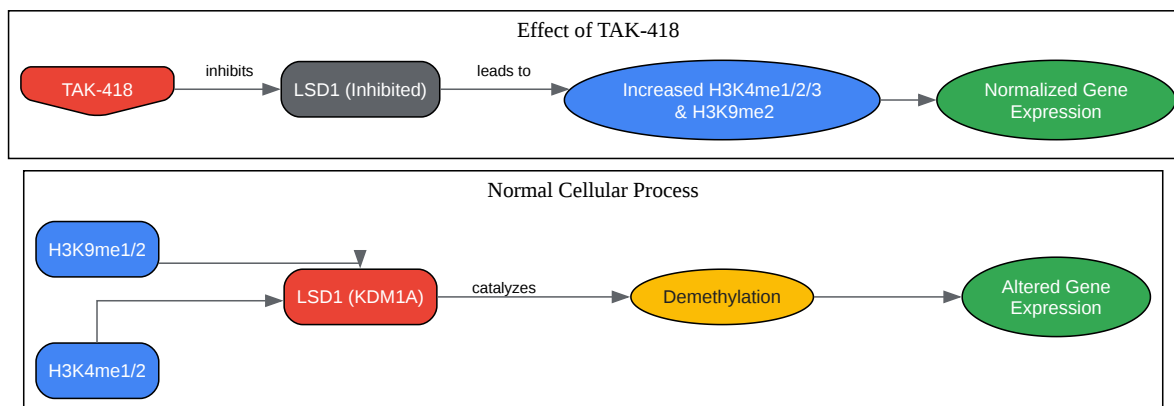 Effect of TAK-418
TAK-418
inhibits
LSD1 (Inhibited)
leads to
Increased H3K4me1/2/3
& H3K9me2
Normalized Gene
Expression
Normal Cellular Process
H3K9me1/2
LSD1 (KDM1A)
catalyzes
Demethylation
Altered Gene
Expression
H3K4me1/2